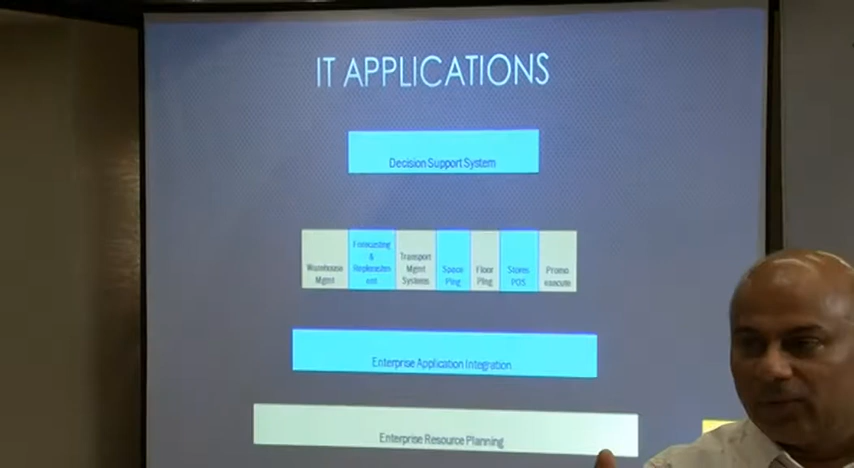 IT APPLICATIONS
Decision Support System
Warehouse
Mgmt
Forecasting
&
Replenishm
ent
Transport
Mgmt
Systems
Space
Plng
Floor
Plng
Stores
POS
Promo
execute
Enterprise Application Integration
Enterprise Resource Planning